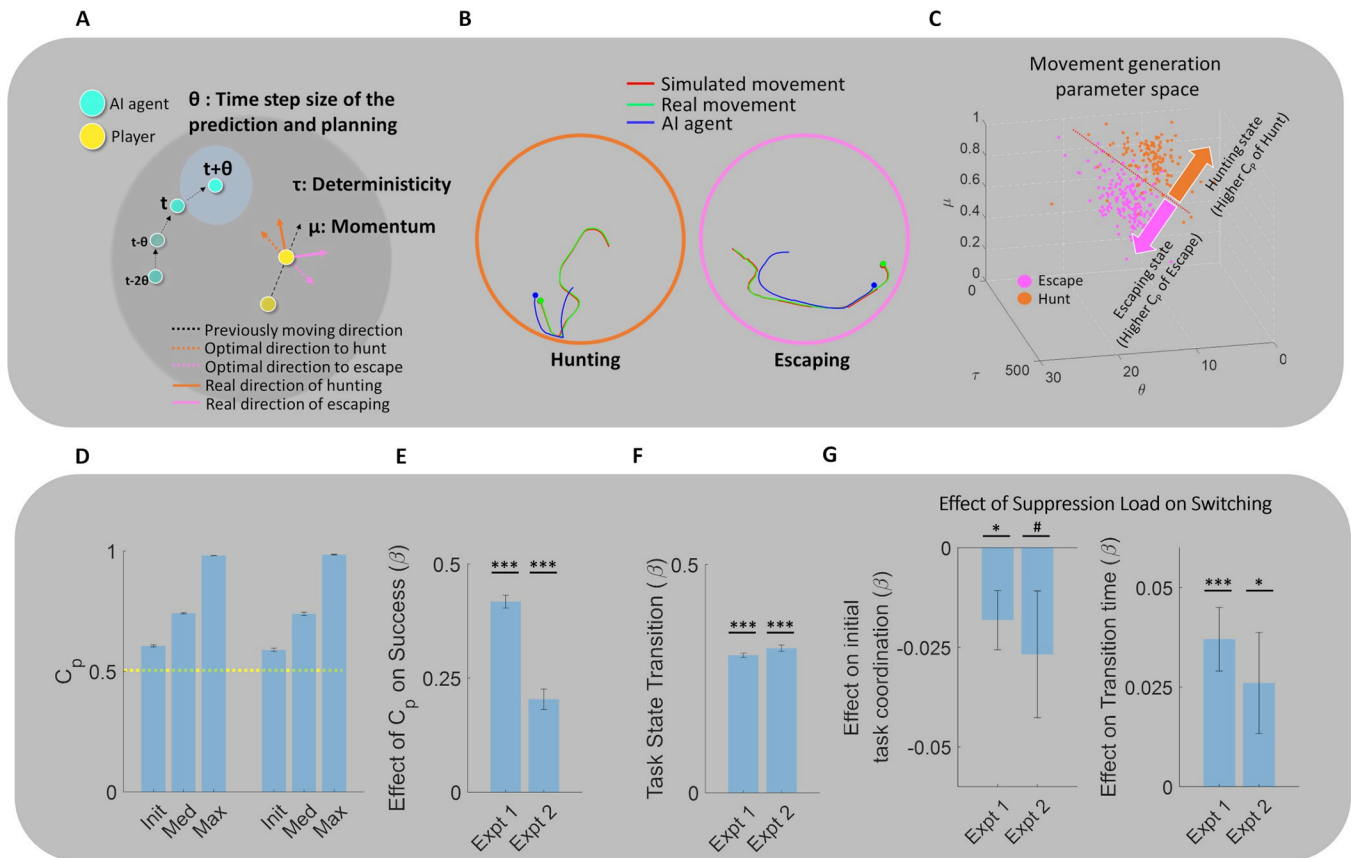 A
θ : Time step size of the
prediction and planning
AI agent
Player
t+θ
t
t-θ
t-2θ
τ: Deterministicity
μ: Momentum
Previously moving direction
Optimal direction to hunt
Optimal direction to escape
Real direction of hunting
Real direction of escaping
B
Simulated movement
Real movement
AI agent
Hunting
Escaping
C
Movement generation
parameter space
1
0.8
0.6
0.4
0.2
0
μ
0
500
τ
30
20
10
0
θ
Escape
Hunt
Hunting state
(Higher Cp of Hunt)
Escaping state
(Higher Cp of Escape)
D
Cp
1
0.5
0
Init
Med
Max
Init
Med
Max
E
Effect of Cp on Success (β)
0.5
0.25
0
***
***
Expt 1
Expt 2
F
Task State Transition (β)
0.5
0
***
***
Expt 1
Expt 2
G
Effect of Suppression Load on Switching
Effect on initial
task coordination (β)
0
-0.025
-0.05
*
#
Expt 1
Expt 2
Effect on Transition time (β)
0.05
0.025
0
***
*
Expt 1
Expt 2